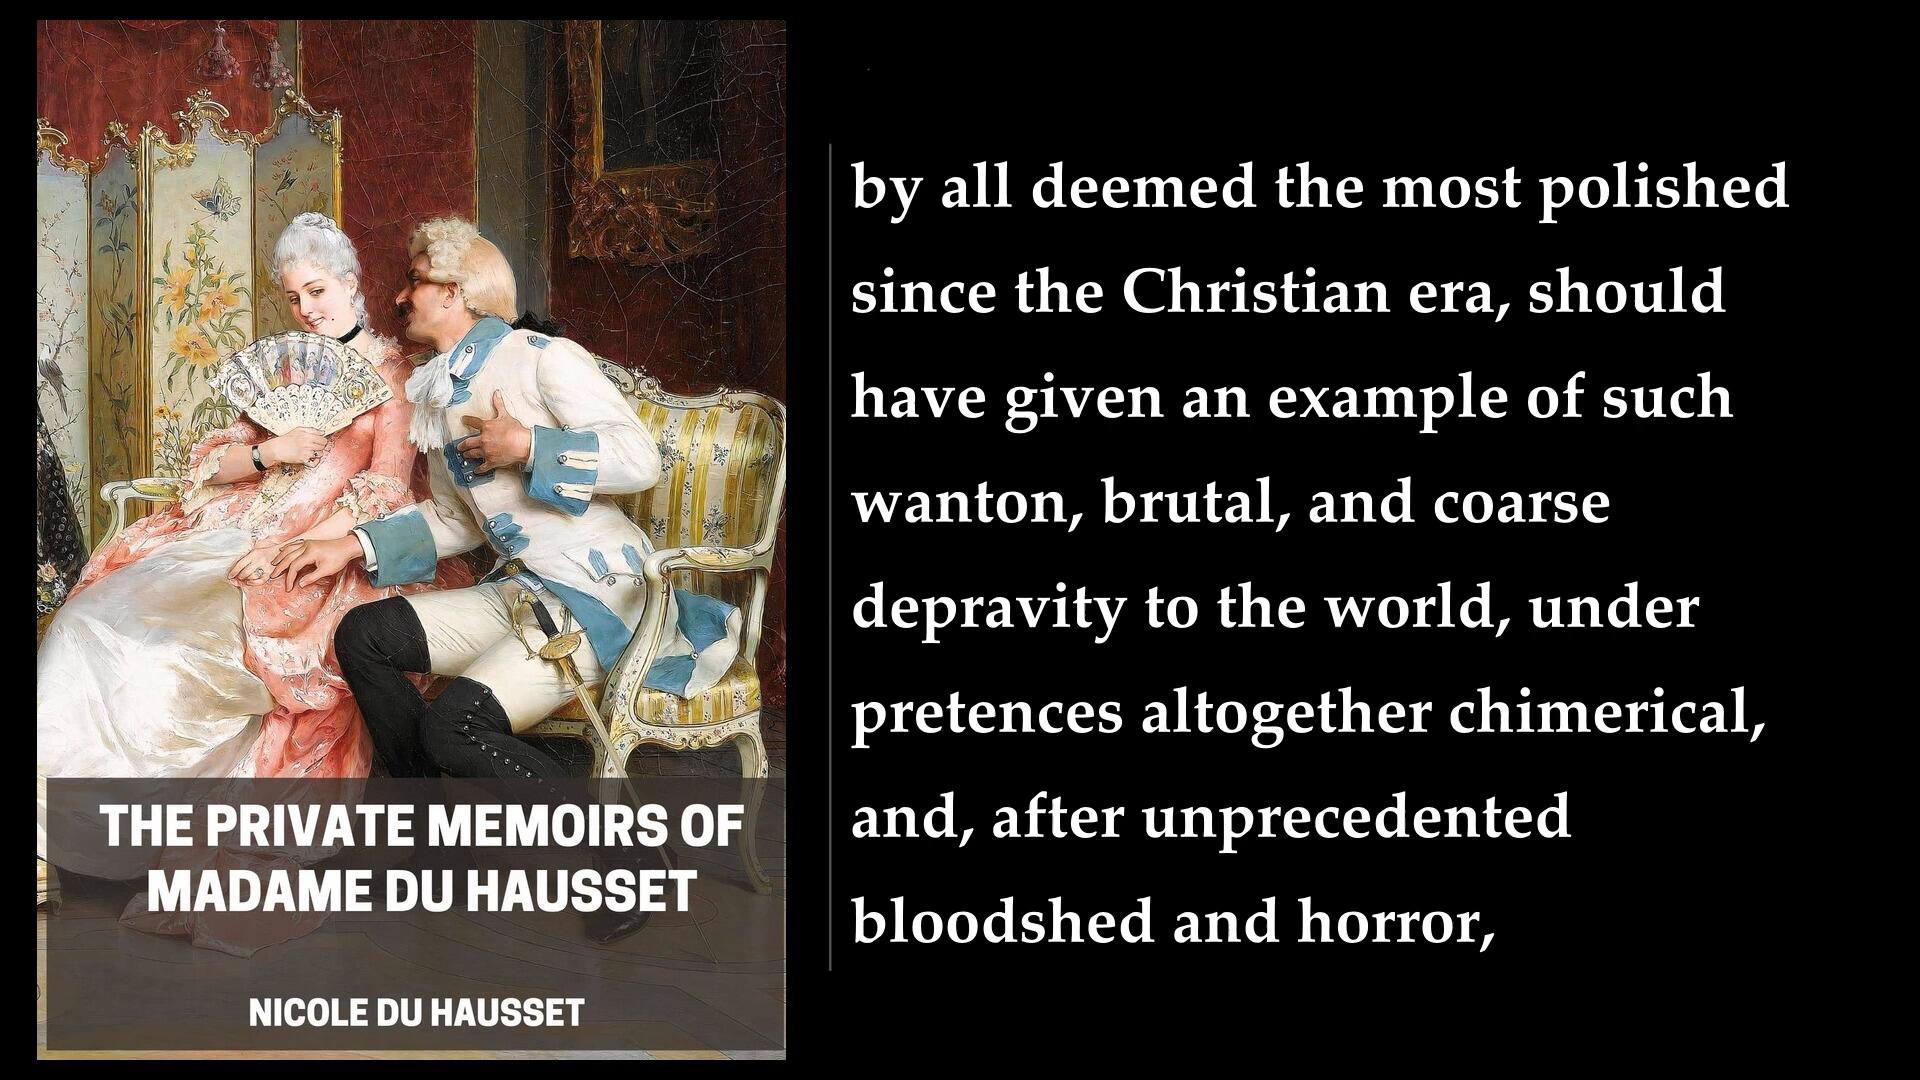 THE PRIVATE MEMOIRS OF
MADAME DU HAUSSET
NICOLE DU HAUSSET
by all deemed the most polished
since the Christian era, should
have given an example of such
wanton, brutal, and coarse
depravity to the world, under
pretences altogether chimerical,
and, after unprecedented
bloodshed and horror,